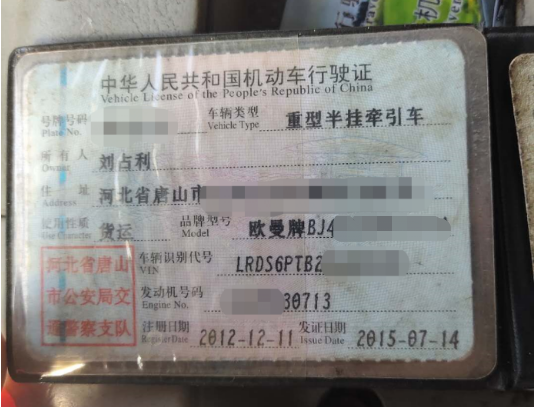 中华人民共和国机动车行驶证
Vehicle License of the People's Republic of China
号牌号码 车辆类型 重型半挂牵引车
Plate No. Vehicle Type
所有人 刘占利
Owner
住址 河北省唐山市
Address
使用性质 货运 品牌型号 欧曼牌BJ4
Use Character Model
车辆识别代号 LRDS6PTB2
VIN
发动机号码 30713
Engine No.
注册日期 2012-12-11 发证日期 2015-07-14
Register Date Issue Date
河北省唐山
市公安局交
通警察支队